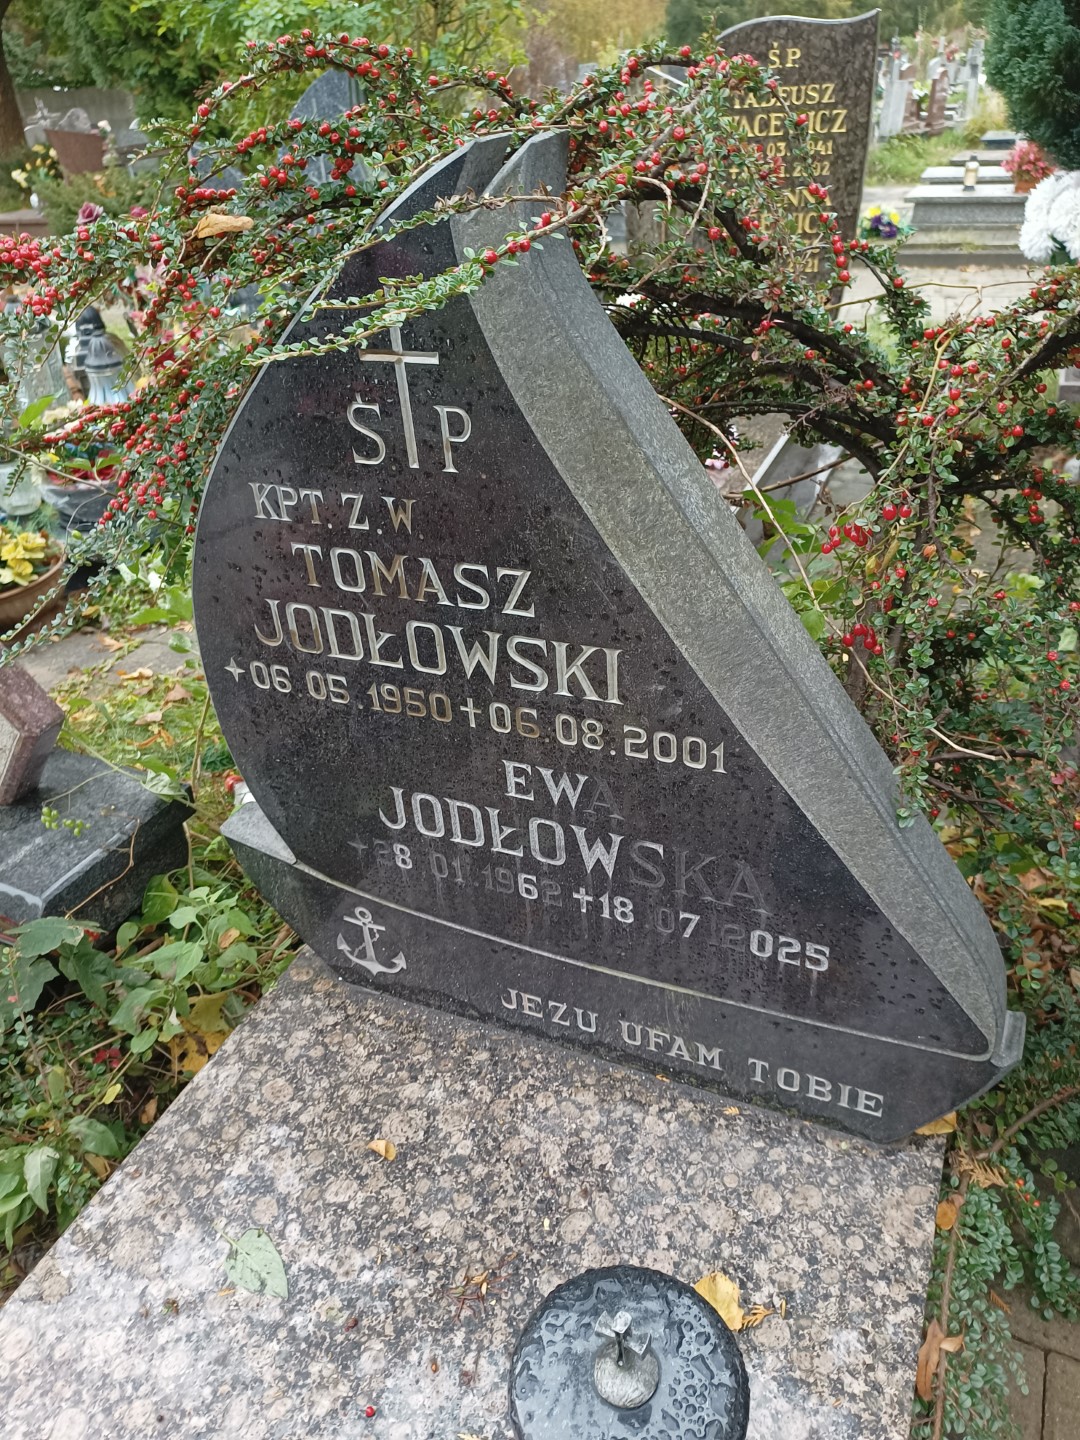 Ś P
KPT. Ż.W.
TOMASZ
JODŁOWSKI
06.05.1950 06.08.2001
EWA
JODŁOWSKA
28.01.1962 18.07.2025
JEZU UFAM TOBIE
Ś.P
TADEUSZ